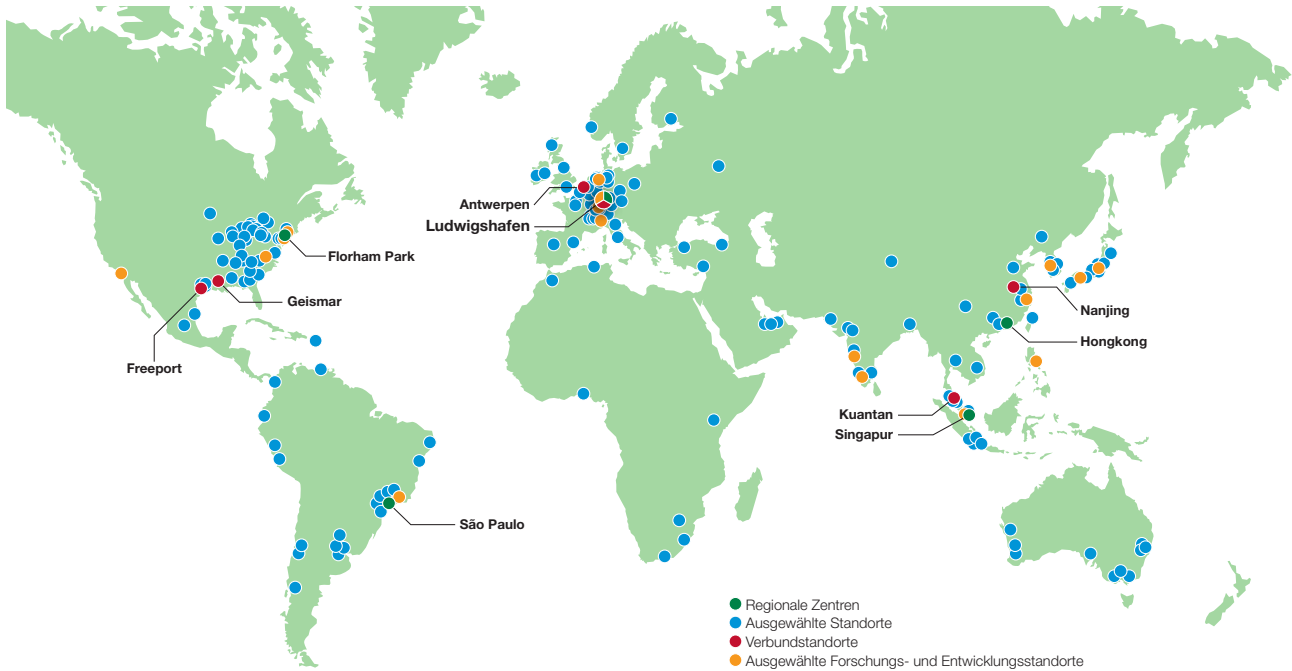 Antwerpen
Ludwigshafen
Florham Park
Geismar
Freeport
Nanjing
Hongkong
Kuantan
Singapur
São Paulo
Regionale Zentren
Ausgewählte Standorte
Verbundstandorte
Ausgewählte Forschungs- und Entwicklungsstandorte